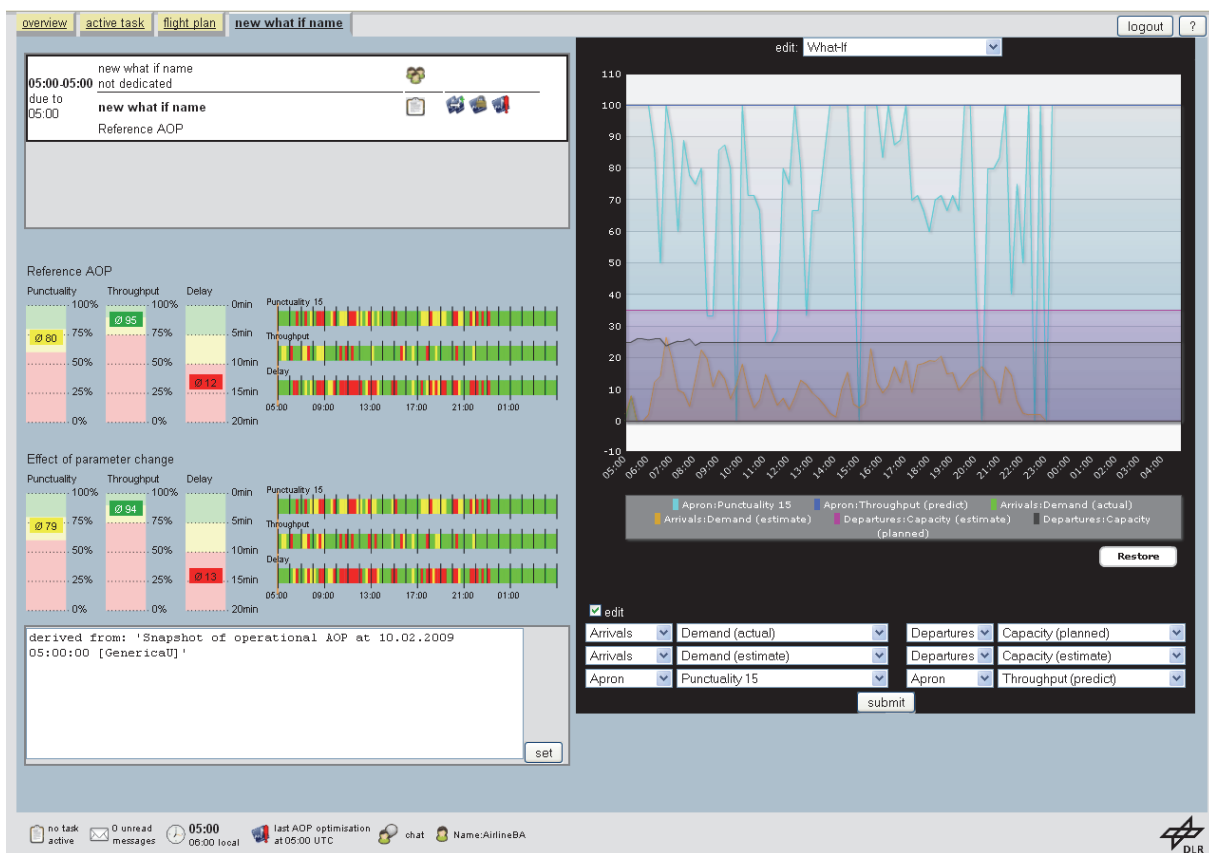 overview active task flight plan new what if name
logout ?
new what if name
05:00-05:00 not dedicated
due to
05:00
new what if name
Reference AOP
Reference AOP
Punctuality Throughput Delay
100% 100% 0min
75% 75% 5min
50% 50% 10min
25% 25% 15min
0% 0% 20min
Ø 80 Ø 95 Ø 12
Punctuality 15
Throughput
Delay
05:00 09:00 13:00 17:00 21:00 01:00
Effect of parameter change
Punctuality Throughput Delay
100% 100% 0min
75% 75% 5min
50% 50% 10min
25% 25% 15min
0% 0% 20min
Ø 79 Ø 94 Ø 13
Punctuality 15
Throughput
Delay
05:00 09:00 13:00 17:00 21:00 01:00
derived from: 'Snapshot of operational AOP at 10.02.2009
05:00:00 [GenericaU]'
set
edit: What-If
110
100
90
80
70
60
50
40
30
20
10
0
-10
05:00 06:00 07:00 08:00 09:00 10:00 11:00 12:00 13:00 14:00 15:00 16:00 17:00 18:00 19:00 20:00 21:00 22:00 23:00 00:00 01:00 02:00 03:00 04:00
Apron:Punctuality 15 Apron:Throughput (predict) Arrivals:Demand (actual)
Arrivals:Demand (estimate) Departures:Capacity (estimate) Departures:Capacity
(planned)
Restore
edit
Arrivals Demand (actual) Departures Capacity (planned)
Arrivals Demand (estimate) Departures Capacity (estimate)
Apron Punctuality 15 Apron Throughput (predict)
submit
no task
active
0 unread
messages
05:00
06:00 local
last AOP optimisation
at 05:00 UTC
chat
Name:AirlineBA
DLR